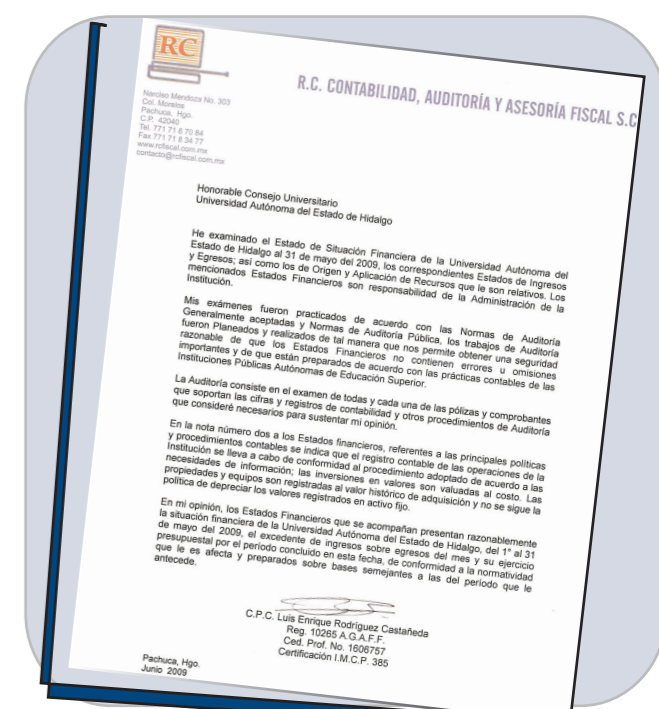 RC
R.C. CONTABILIDAD, AUDITORÍA Y ASESORÍA FISCAL S.C
Narciso Mendoza No. 303
Col. Morelos
Pachuca, Hgo.
C.P. 42040
Tel. 771 71 8 70 84
Fax 771 71 8 34 77
www.rcfiscal.com.mx
contacto@rcfiscal.com.mx
Honorable Consejo Universitario
Universidad Autónoma del Estado de Hidalgo
He examinado el Estado de Situación Financiera de la Universidad Autónoma del
Estado de Hidalgo al 31 de mayo del 2009, los correspondientes Estados de Ingresos
y Egresos; así como los de Origen y Aplicación de Recursos que le son relativos. Los
mencionados Estados Financieros son responsabilidad de la Administración de la
Institución.
Mis exámenes fueron practicados de acuerdo con las Normas de Auditoría
Generalmente aceptadas y Normas de Auditoría Pública, los trabajos de Auditoría
fueron Planeados y realizados de tal manera que nos permite obtener una seguridad
razonable de que los Estados Financieros no contienen errores u omisiones
importantes y de que están preparados de acuerdo con las prácticas contables de las
Instituciones Públicas Autónomas de Educación Superior.
La Auditoría consiste en el examen de todas y cada una de las pólizas y comprobantes
que soportan las cifras y registros de contabilidad y otros procedimientos de Auditoría
que consideré necesarios para sustentar mi opinión.
En la nota número dos a los Estados financieros, referentes a las principales políticas
y procedimientos contables se indica que el registro contable de las operaciones de la
Institución se lleva a cabo de conformidad al procedimiento adoptado de acuerdo a las
necesidades de información; las inversiones en valores son valuadas al costo. Las
propiedades y equipos son registradas al valor histórico de adquisición y no se sigue la
política de depreciar los valores registrados en activo fijo.
En mi opinión, los Estados Financieros que se acompañan presentan razonablemente
la situación financiera de la Universidad Autónoma del Estado de Hidalgo, del 1° al 31
de mayo del 2009, el excedente de ingresos sobre egresos del mes y su ejercicio
presupuestal por el período concluido en esta fecha, de conformidad a la normatividad
que le es afecta y preparados sobre bases semejantes a las del período que le
antecede.
C.P.C. Luis Enrique Rodríguez Castañeda
Reg. 10265 A.G.A.F.F.
Ced. Prof. No. 1606757
Certificación I.M.C.P. 385
Pachuca, Hgo.
Junio 2009